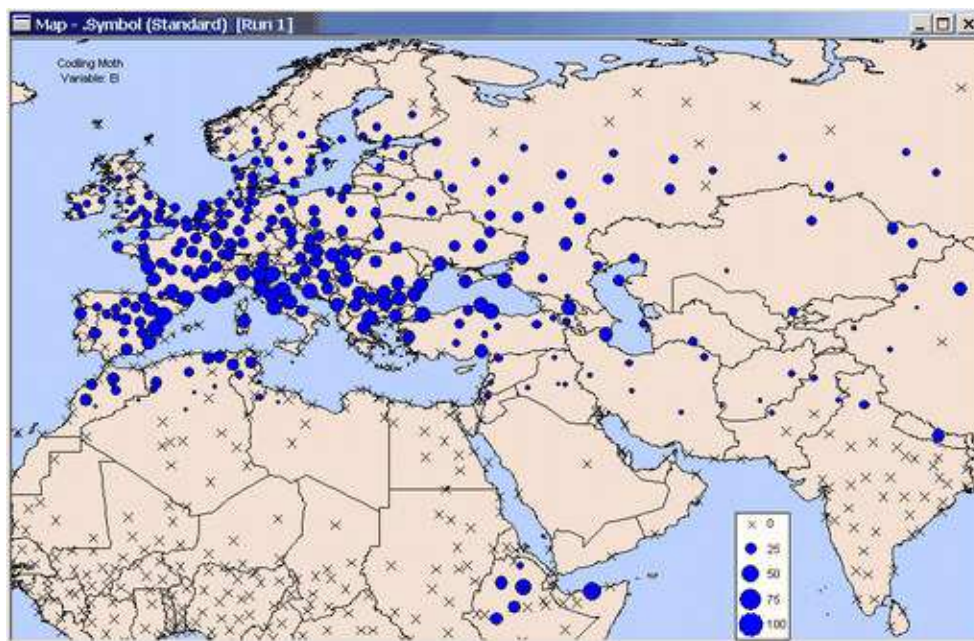 Map - .Symbol (Standard) [Run 1]
Codling Moth
Variable: EI
0
25
50
75
100